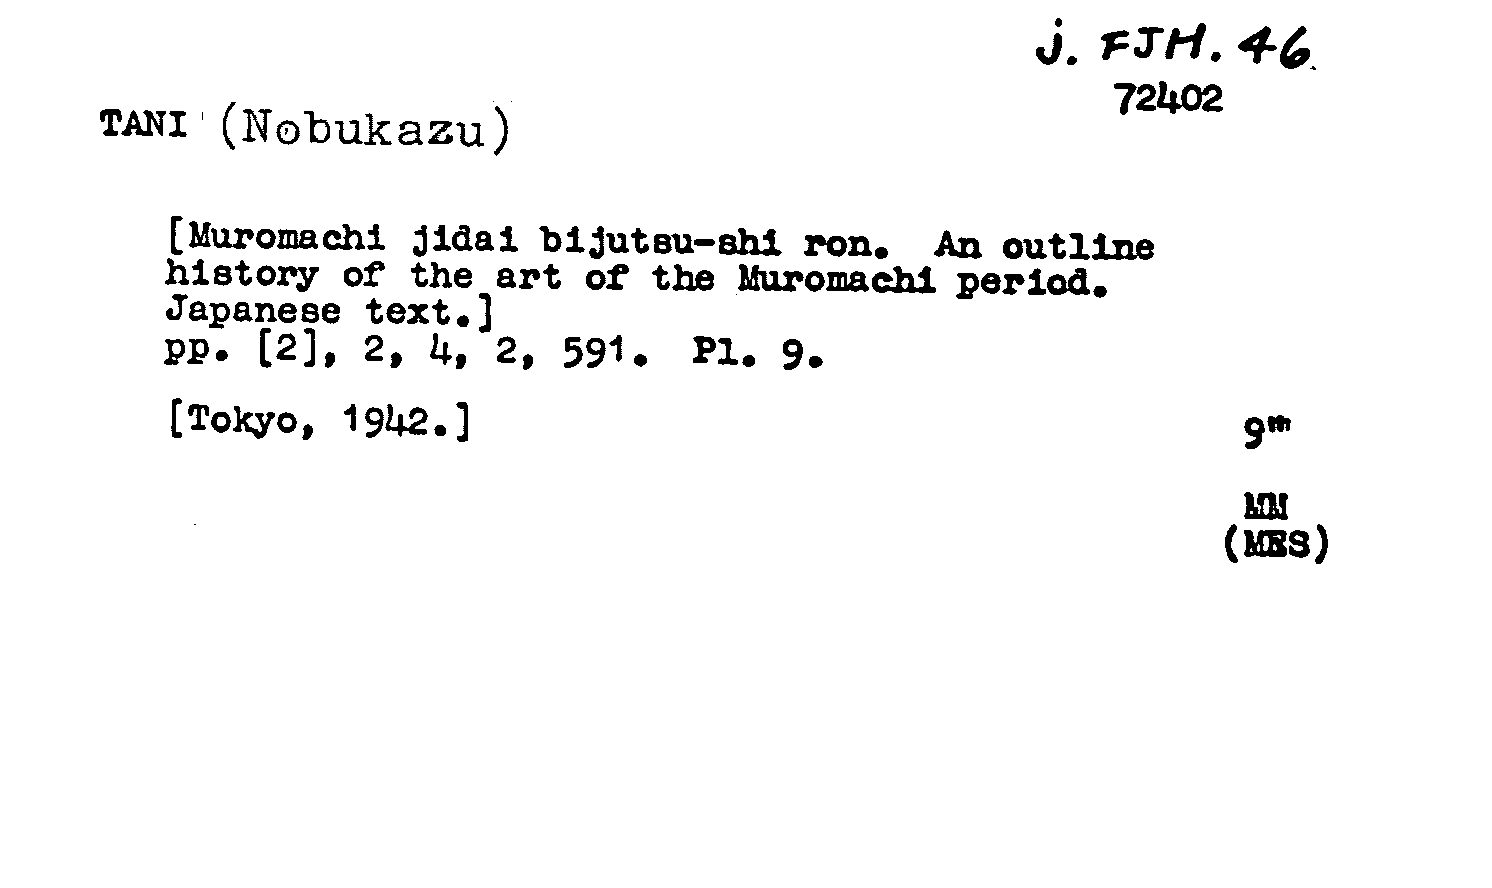 j. FJH. 46
72402
TANI (Nobukazu)
[Muromachi jidai bijutsu-shi ron. An outline
history of the art of the Muromachi period.
Japanese text.]
pp. [2], 2, 4, 2, 591. Pl. 9.
[Tokyo, 1942.]
9m
MM
(MES)